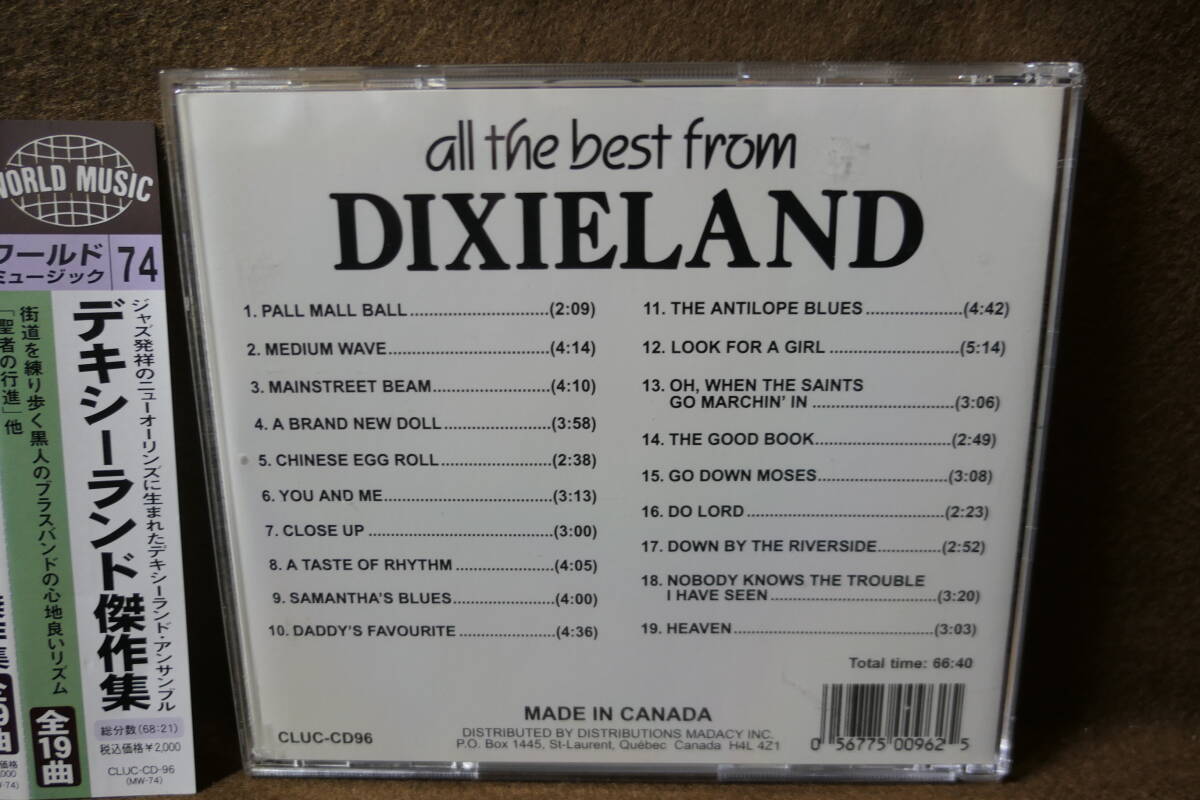 WORLD MUSIC
ワールド
ミュージック
74
ジャズ発祥のニューオーリンズに生まれたデキシーランド・アンサンブル
デキシーランド傑作集
街道を練り歩く黒人のブラスバンドの心地良いリズム
「聖者の行進」他
全19曲
総分数(68:21)
税込価格¥2,000
CLUC-CD-96
(MW-74)
all the best from
DIXIELAND
1. PALL MALL BALL (2:09)
2. MEDIUM WAVE (4:14)
3. MAINSTREET BEAM (4:10)
4. A BRAND NEW DOLL (3:58)
5. CHINESE EGG ROLL (2:38)
6. YOU AND ME (3:13)
7. CLOSE UP (3:00)
8. A TASTE OF RHYTHM (4:05)
9. SAMANTHA'S BLUES (4:00)
10. DADDY'S FAVOURITE (4:36)
11. THE ANTILOPE BLUES (4:42)
12. LOOK FOR A GIRL (5:14)
13. OH, WHEN THE SAINTS
GO MARCHIN' IN (3:06)
14. THE GOOD BOOK (2:49)
15. GO DOWN MOSES (3:08)
16. DO LORD (2:23)
17. DOWN BY THE RIVERSIDE (2:52)
18. NOBODY KNOWS THE TROUBLE
I HAVE SEEN (3:20)
19. HEAVEN (3:03)
Total time: 66:40
CLUC-CD96
MADE IN CANADA
DISTRIBUTED BY DISTRIBUTIONS MADACY INC.
P.O. Box 1445, St-Laurent, Québec Canada H4L 4Z1
0 56775 00962 5